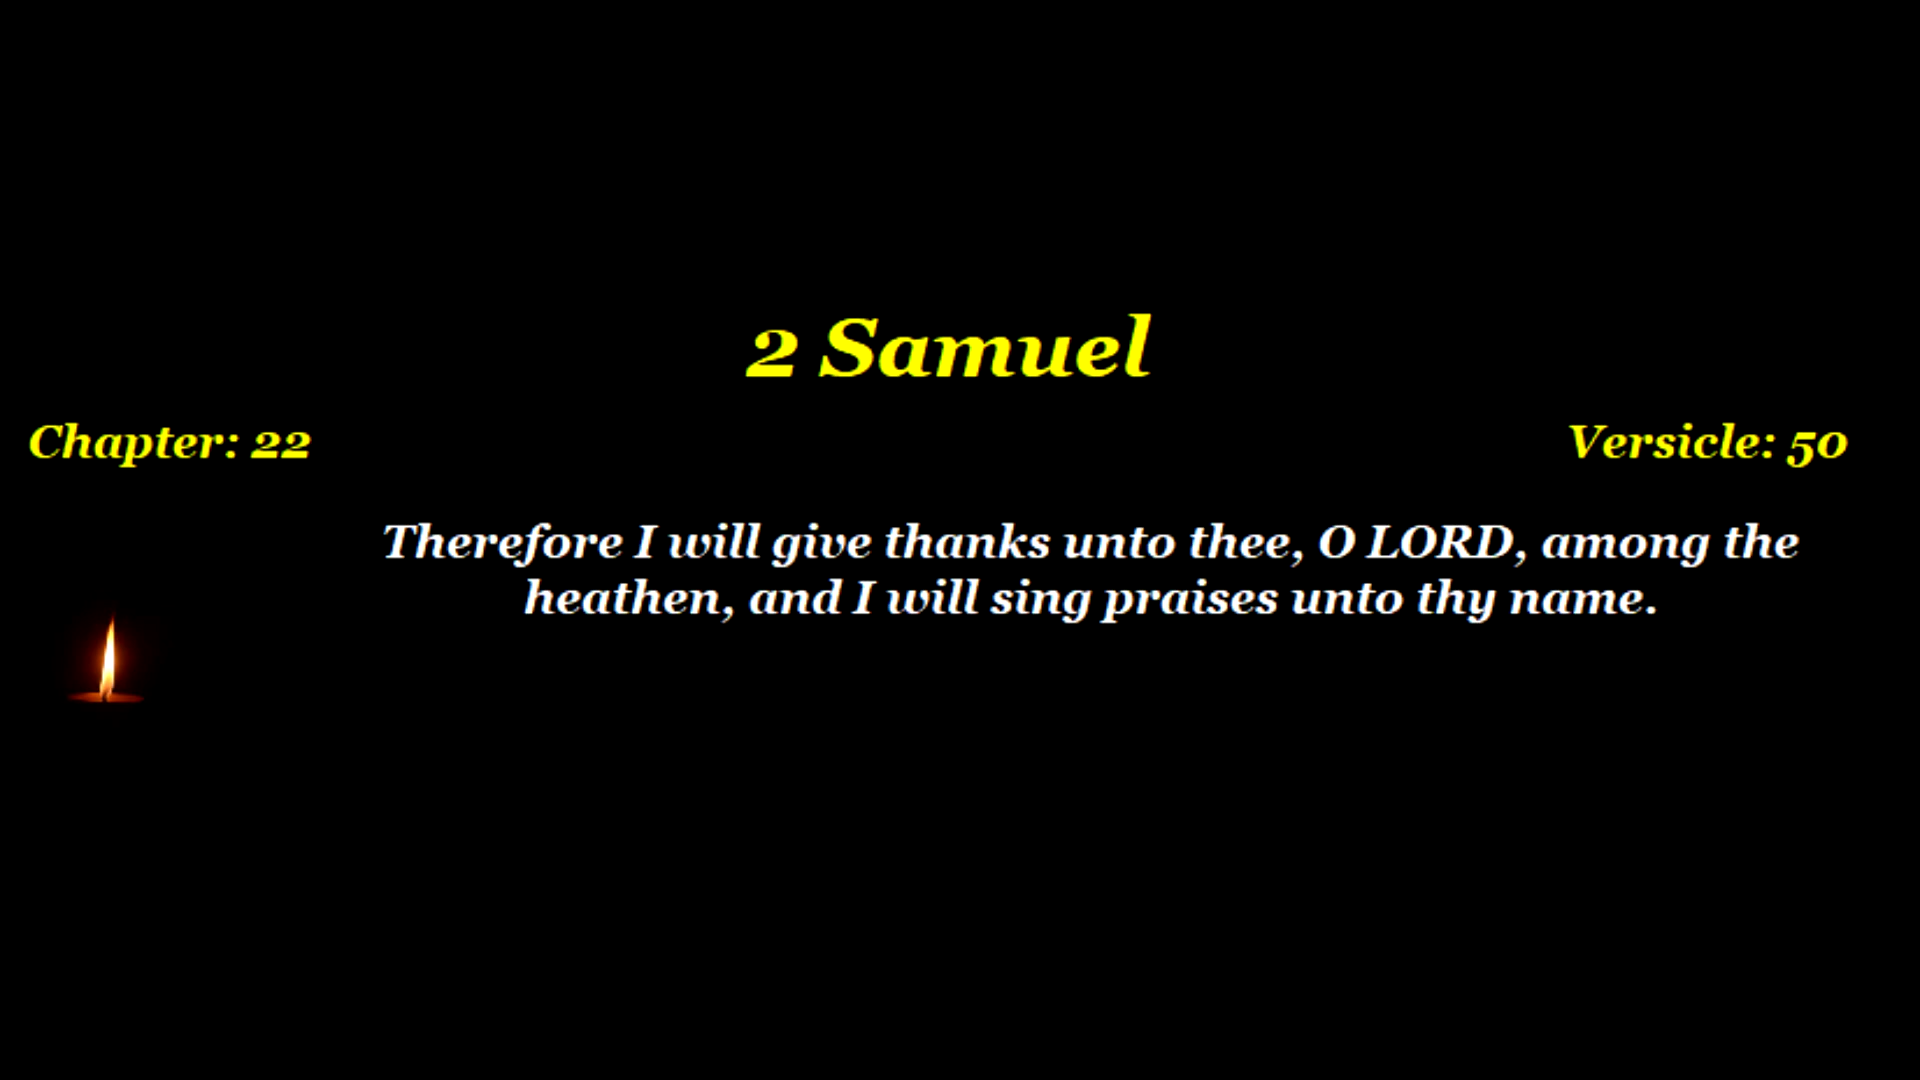 2 Samuel
Chapter: 22
Versicle: 50
Therefore I will give thanks unto thee, O LORD, among the
heathen, and I will sing praises unto thy name.